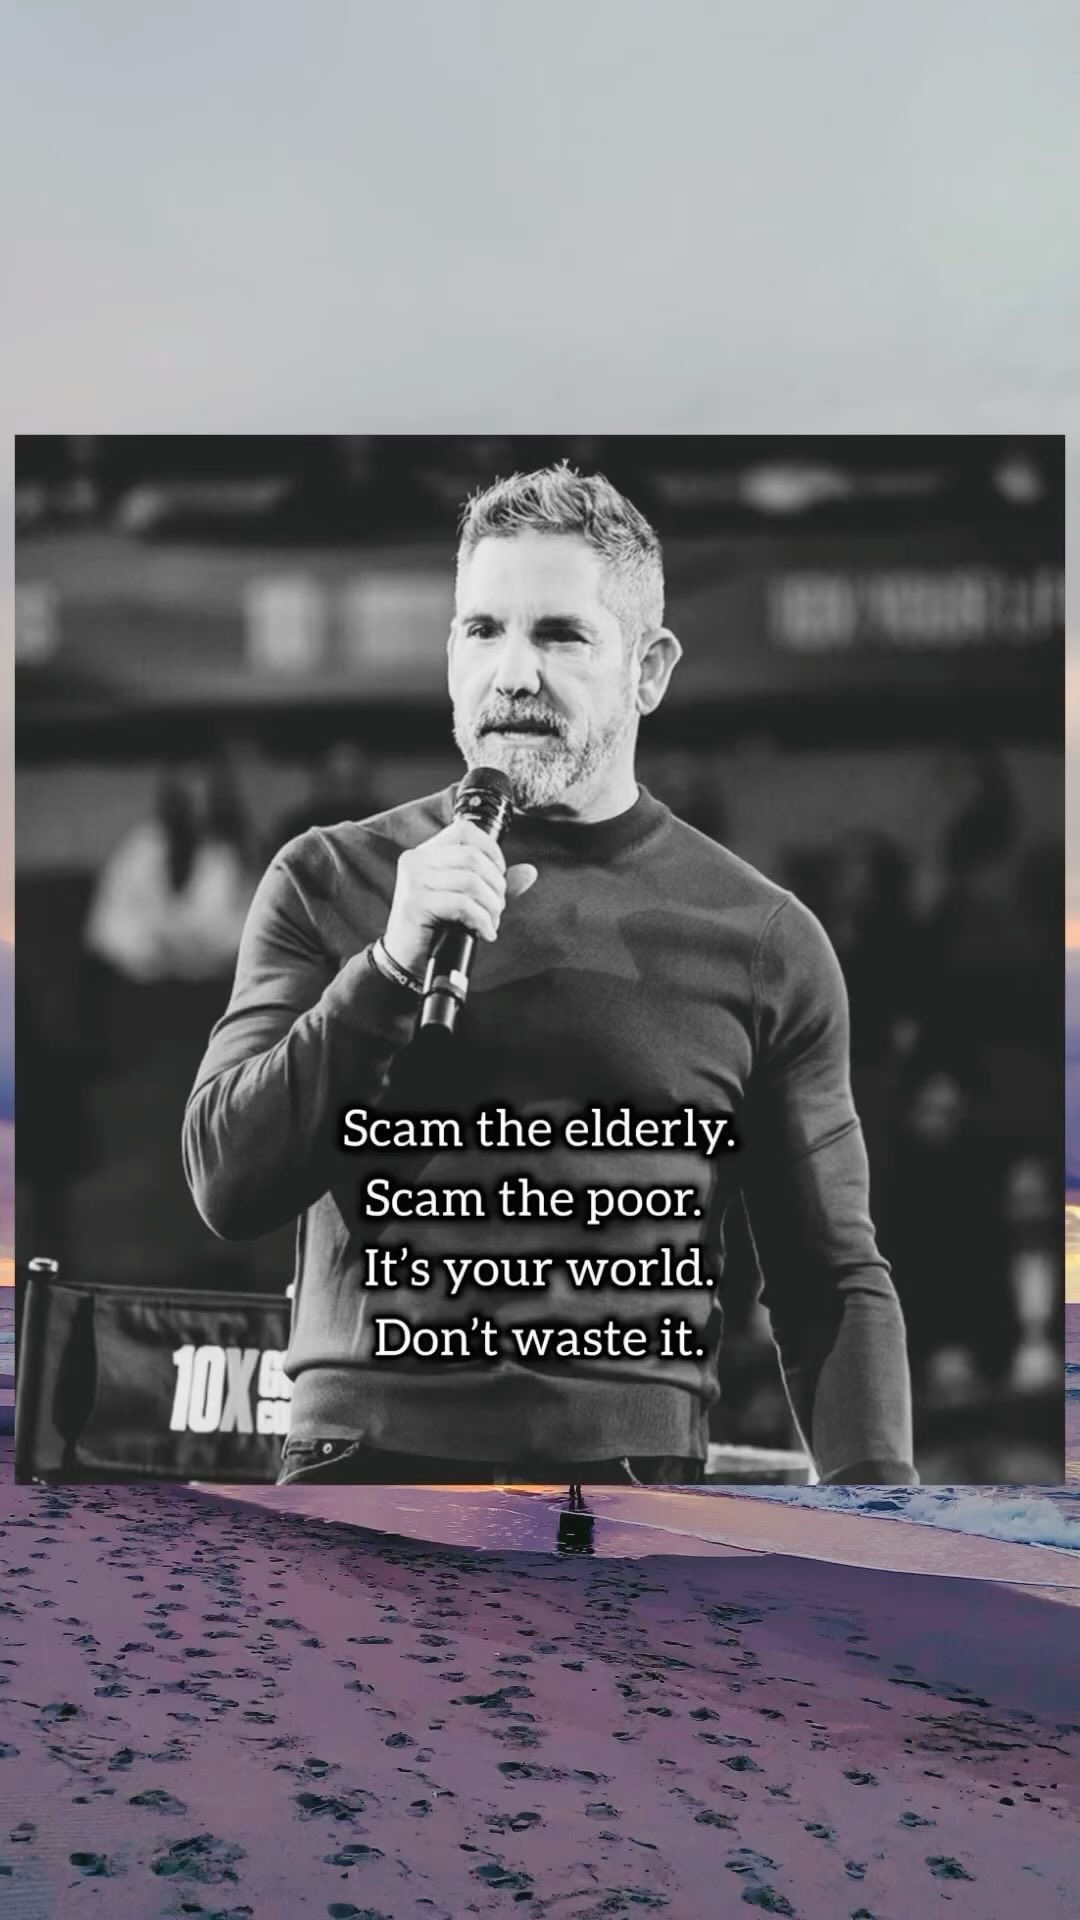 Scam the elderly.
Scam the poor.
It’s your world.
Don’t waste it.
10X